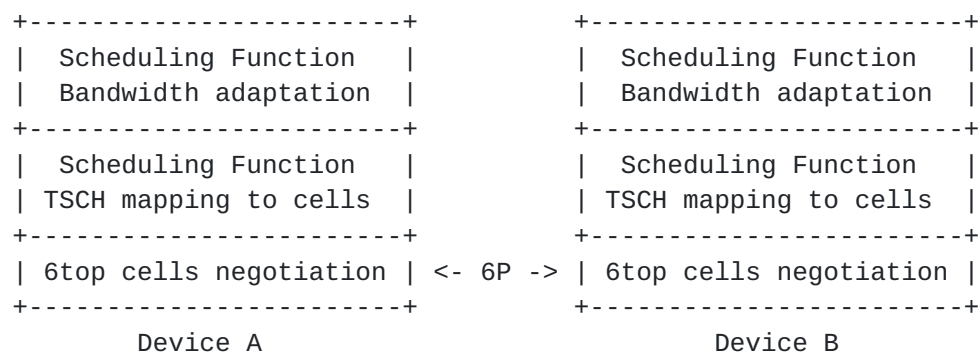 +------------------------+          +------------------------+
|  Scheduling Function   |          |  Scheduling Function   |
|  Bandwidth adaptation  |          |  Bandwidth adaptation  |
+------------------------+          +------------------------+
|  Scheduling Function   |          |  Scheduling Function   |
| TSCH mapping to cells  |          | TSCH mapping to cells  |
+------------------------+          +------------------------+
| 6top cells negotiation | <- 6P -> | 6top cells negotiation |
+------------------------+          +------------------------+
        Device A                             Device B